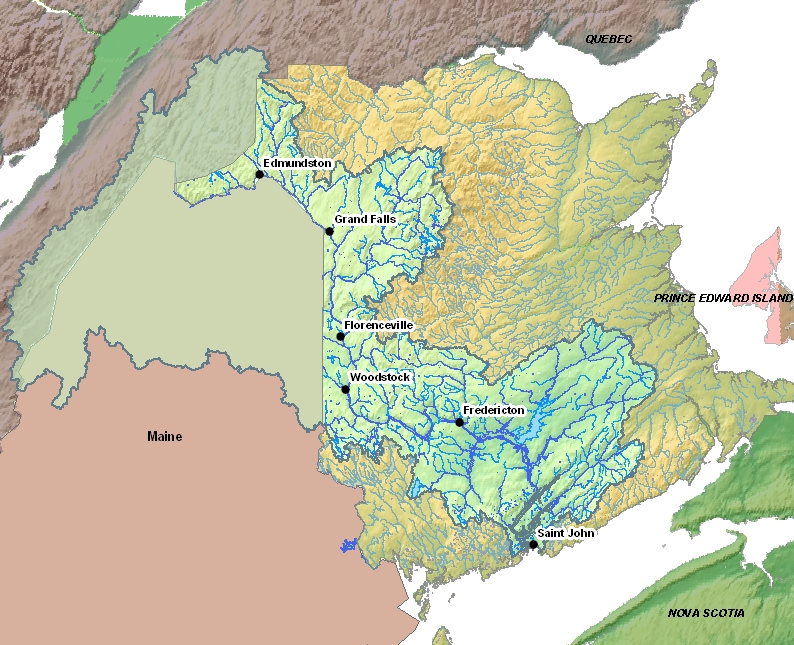 QUEBEC
Edmundston
Grand Falls
PRINCE EDWARD ISLAND
Florenceville
Woodstock
Fredericton
Maine
Saint John
NOVA SCOTIA